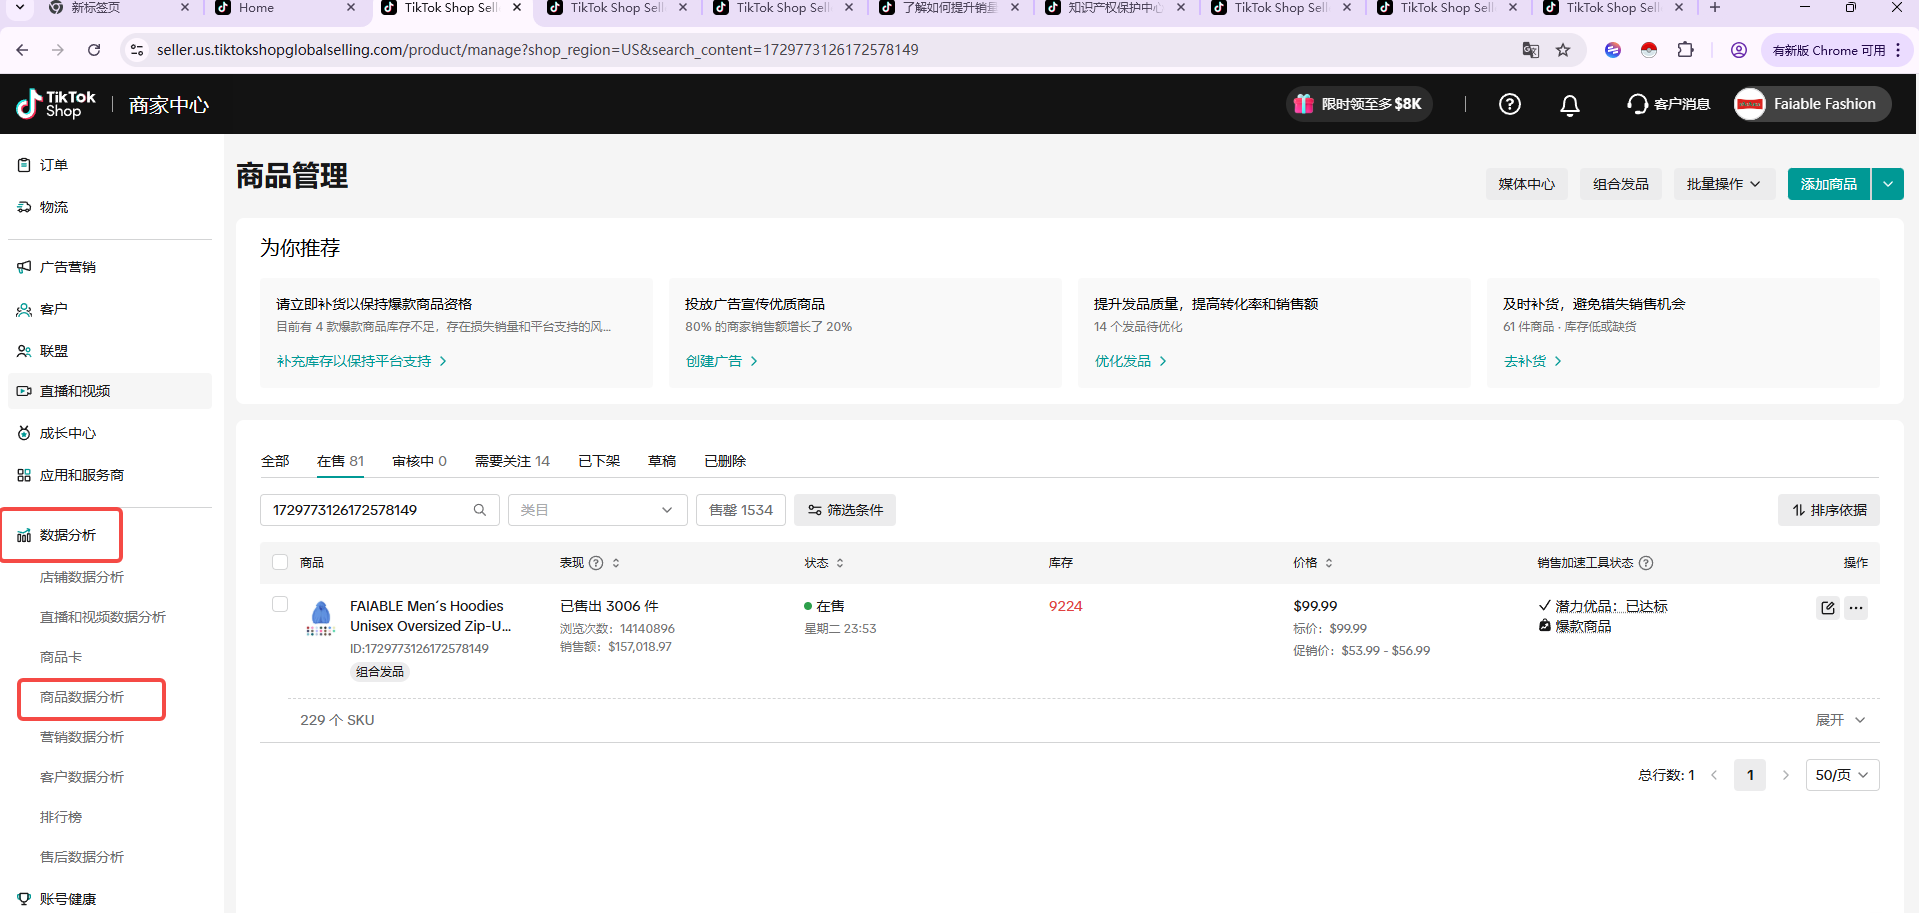 新标签页
Home
TikTok Shop Sell
TikTok Shop Sell
TikTok Shop Sell
了解如何提升销量
知识产权保护中心
TikTok Shop Sell
TikTok Shop Sell
TikTok Shop Sell
seller.us.tiktokshopglobalselling.com/product/manage?shop_region=US&search_content=1729773126172578149
有新版 Chrome 可用
TikTok Shop
商家中心
限时领至多 $8K
客户消息
Faiable Fashion
订单
物流
广告营销
客户
联盟
直播和视频
成长中心
应用和服务商
数据分析
店铺数据分析
直播和视频数据分析
商品卡
商品数据分析
营销数据分析
客户数据分析
排行榜
售后数据分析
账号健康
商品管理
媒体中心
组合发品
批量操作
添加商品
为你推荐
请立即补货以保持爆款商品资格
目前有 4 款爆款商品库存不足，存在损失销量和平台支持的风...
补充库存以保持平台支持
投放广告宣传优质商品
80% 的商家销售额增长了 20%
创建广告
提升发品质量，提高转化率和销售额
14 个发品待优化
优化发品
及时补货，避免错失销售机会
61 件商品 · 库存低或缺货
去补货
全部
在售 81
审核中 0
需要关注 14
已下架
草稿
已删除
1729773126172578149
类目
售罄 1534
筛选条件
排序依据
商品
表现
状态
库存
价格
销售加速工具状态
操作
FAIABLE Men´s Hoodies
Unisex Oversized Zip-U...
ID:1729773126172578149
组合发品
已售出 3006 件
浏览次数：14140896
销售额：$157,018.97
在售
星期二 23:53
9224
$99.99
标价：$99.99
促销价：$53.99 - $56.99
潜力优品：已达标
爆款商品
229 个 SKU
展开
总行数: 1
1
50/页